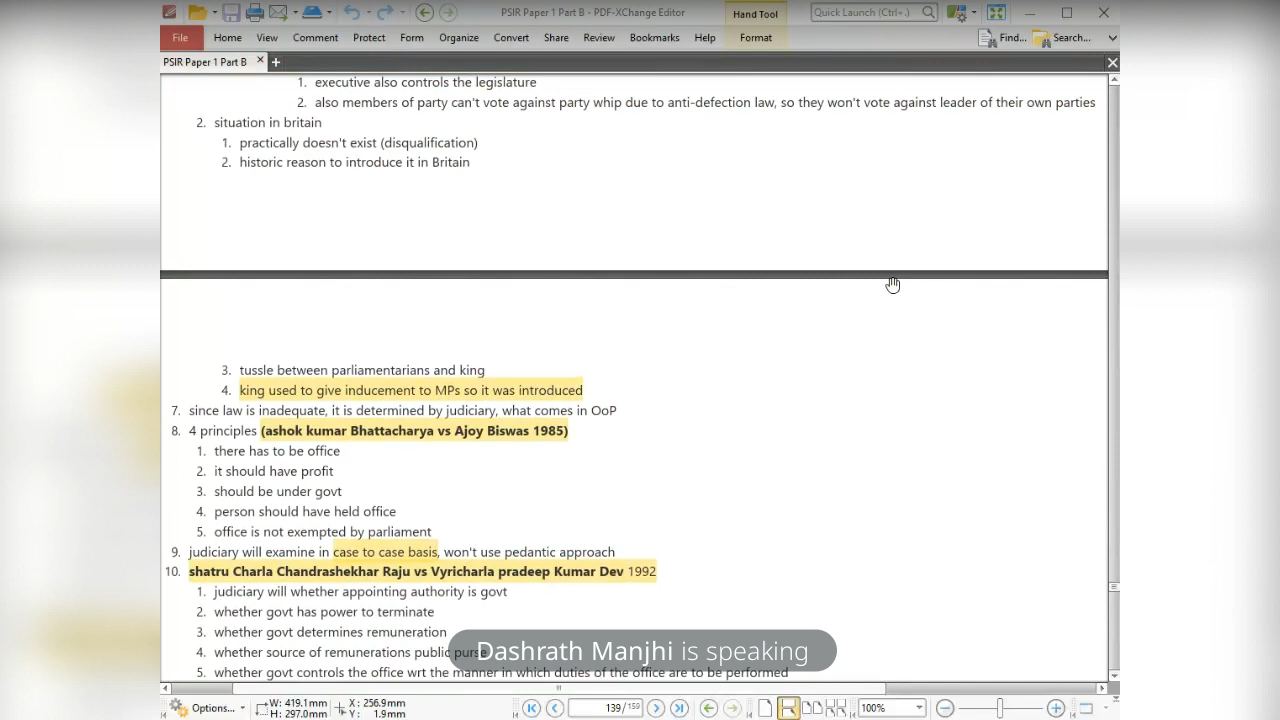 PSIR Paper 1 Part B - PDF-XChange Editor
Hand Tool
Quick Launch (Ctrl+.)
File
Home
View
Comment
Protect
Form
Organize
Convert
Share
Review
Bookmarks
Help
Format
Find...
Search...
PSIR Paper 1 Part B
1. executive also controls the legislature
2. also members of party can't vote against party whip due to anti-defection law, so they won't vote against leader of their own parties
2. situation in britain
1. practically doesn't exist (disqualification)
2. historic reason to introduce it in Britain
3. tussle between parliamentarians and king
4. king used to give inducement to MPs so it was introduced
7. since law is inadequate, it is determined by judiciary, what comes in OoP
8. 4 principles (ashok kumar Bhattacharya vs Ajoy Biswas 1985)
1. there has to be office
2. it should have profit
3. should be under govt
4. person should have held office
5. office is not exempted by parliament
9. judiciary will examine in case to case basis, won't use pedantic approach
10. shatru Charla Chandrashekhar Raju vs Vyricharla pradeep Kumar Dev 1992
1. judiciary will whether appointing authority is govt
2. whether govt has power to terminate
3. whether govt determines remuneration
4. whether source of remunerations public purse
Dashrath Manjhi is speaking
5. whether govt controls the office wrt the manner in which duties of the office are to be performed
Options...
W: 419.1mm
H: 297.0mm
X: 256.9mm
Y: 1.9mm
139 / 159
100%